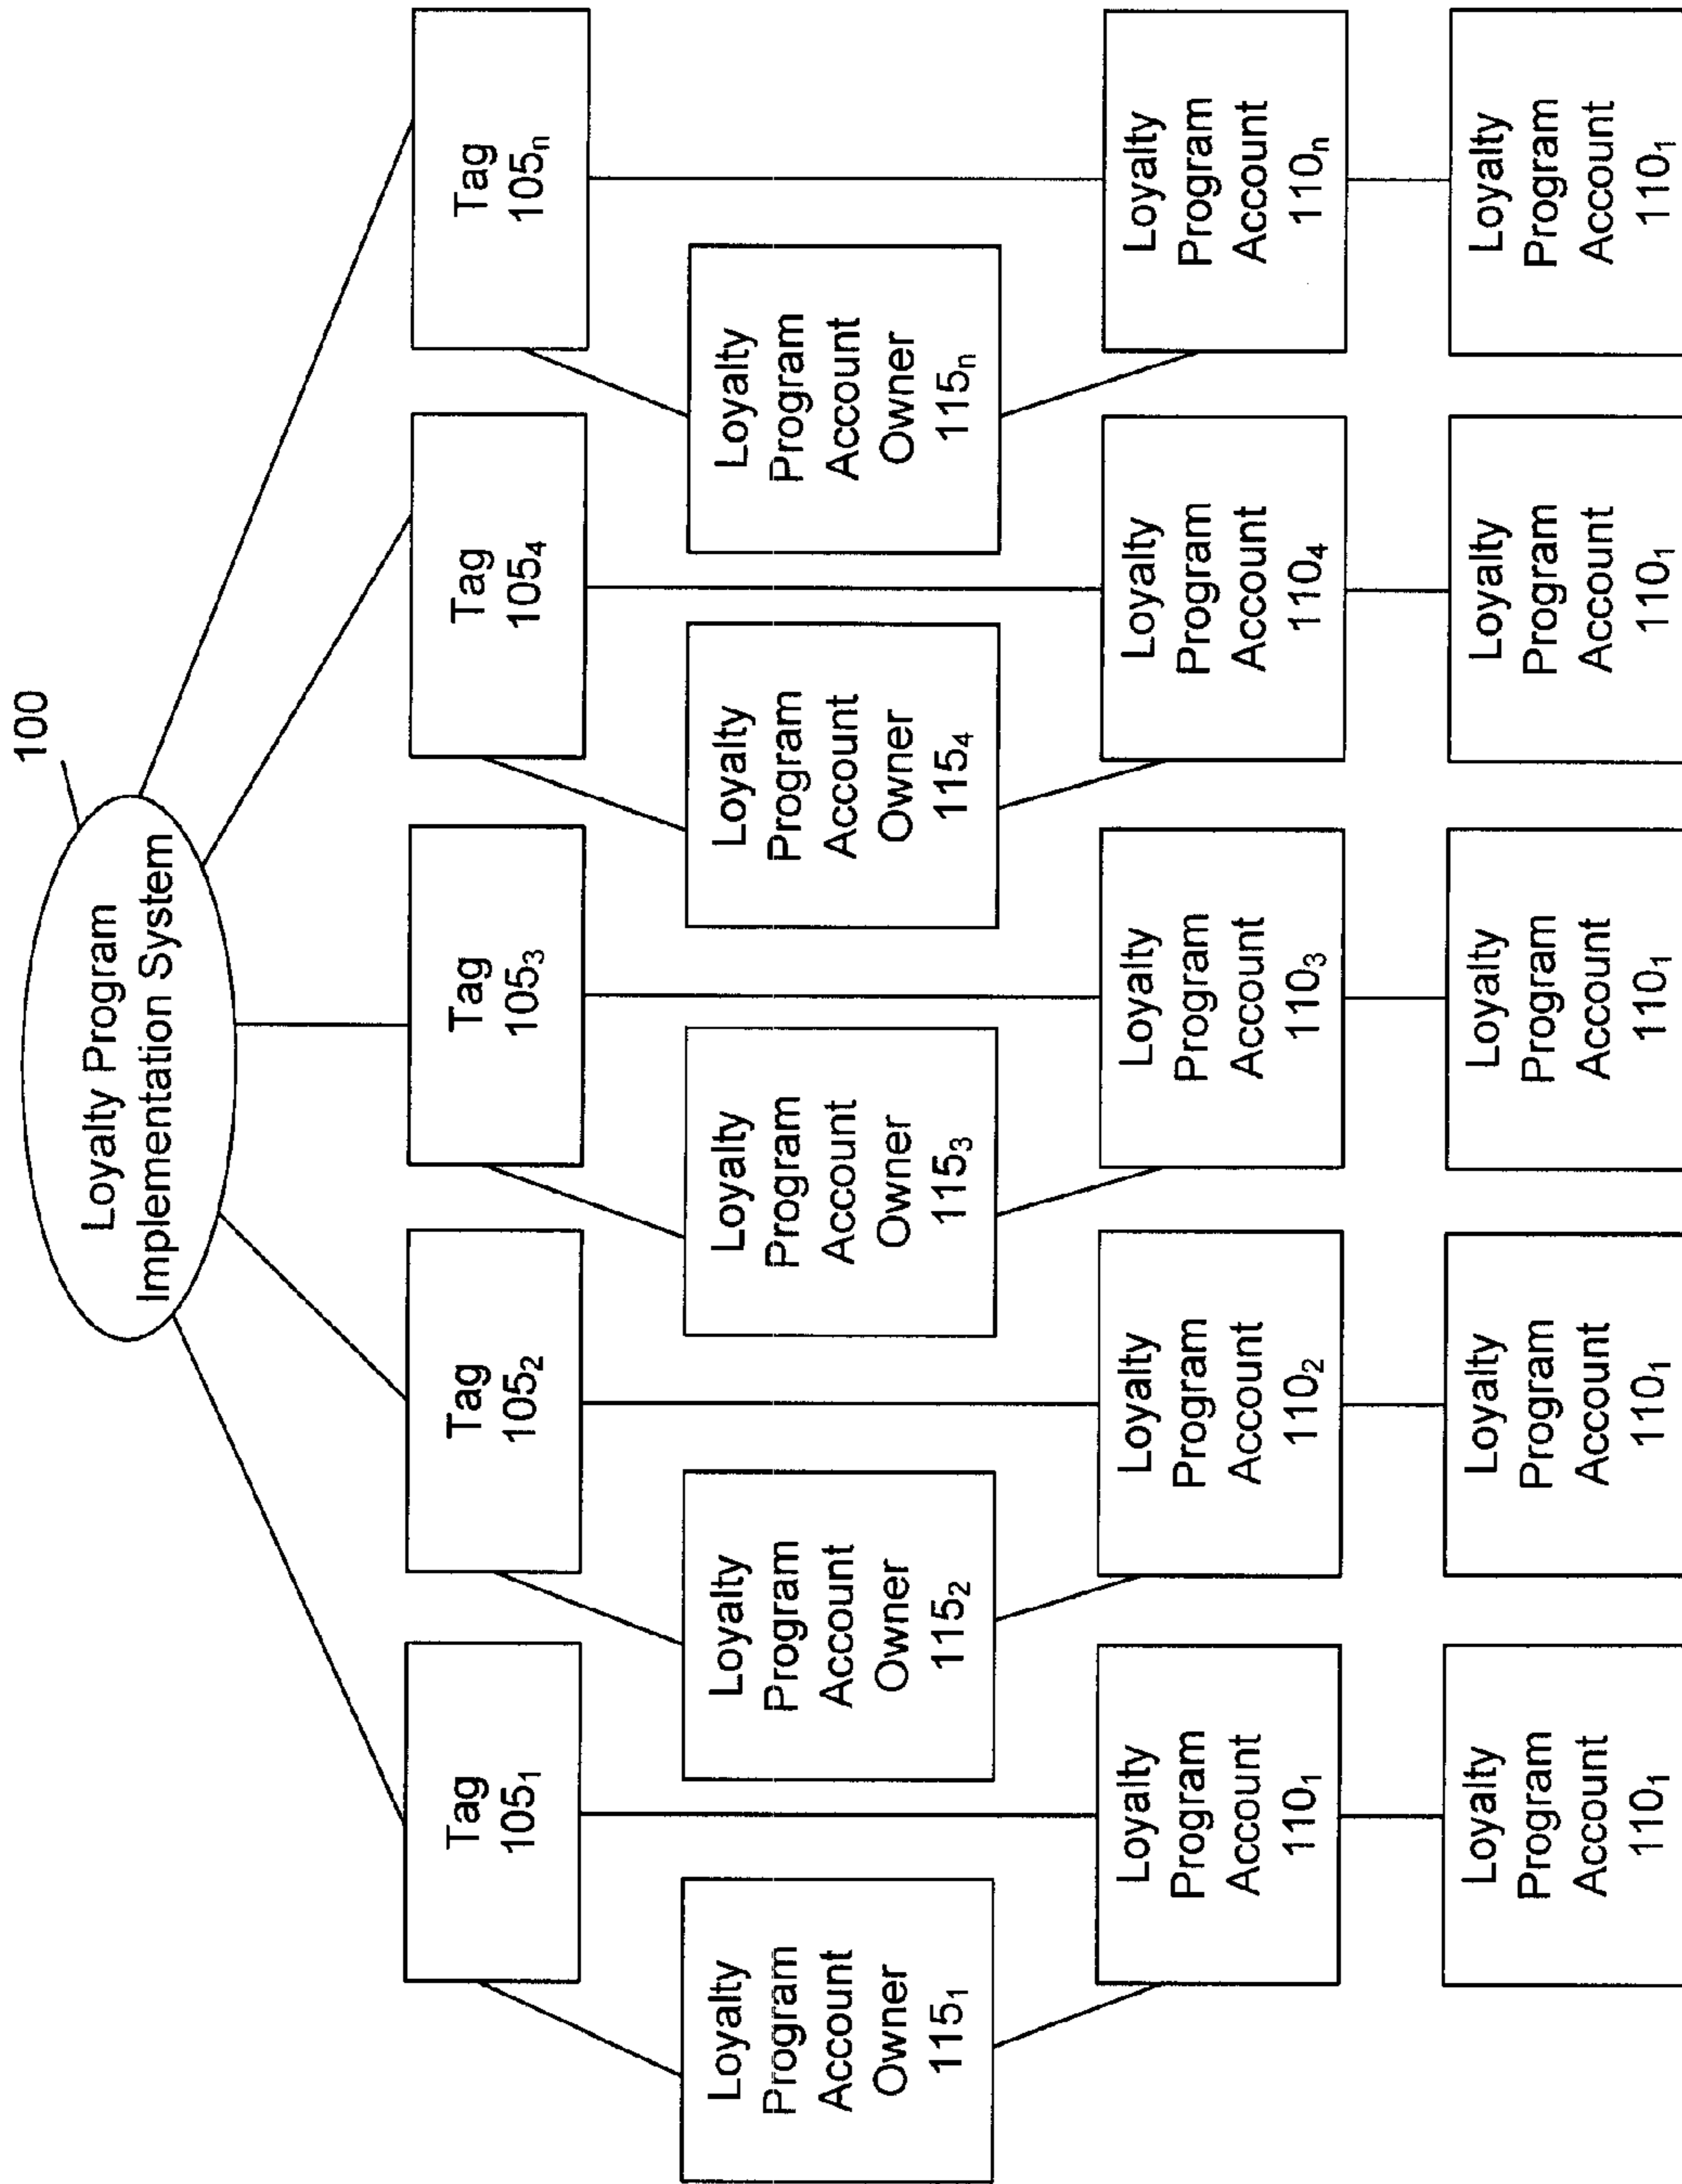 100
Loyalty Program
Implementation System
Tag
105₁
Tag
105₂
Tag
105₃
Tag
105₄
Tag
105ₙ
Loyalty
Program
Account
Owner
115₁
Loyalty
Program
Account
Owner
115₂
Loyalty
Program
Account
Owner
115₃
Loyalty
Program
Account
Owner
115₄
Loyalty
Program
Account
Owner
115ₙ
Loyalty
Program
Account
110₁
Loyalty
Program
Account
110₂
Loyalty
Program
Account
110₃
Loyalty
Program
Account
110₄
Loyalty
Program
Account
110ₙ
Loyalty
Program
Account
110₁
Loyalty
Program
Account
110₁
Loyalty
Program
Account
110₁
Loyalty
Program
Account
110₁
Loyalty
Program
Account
110₁